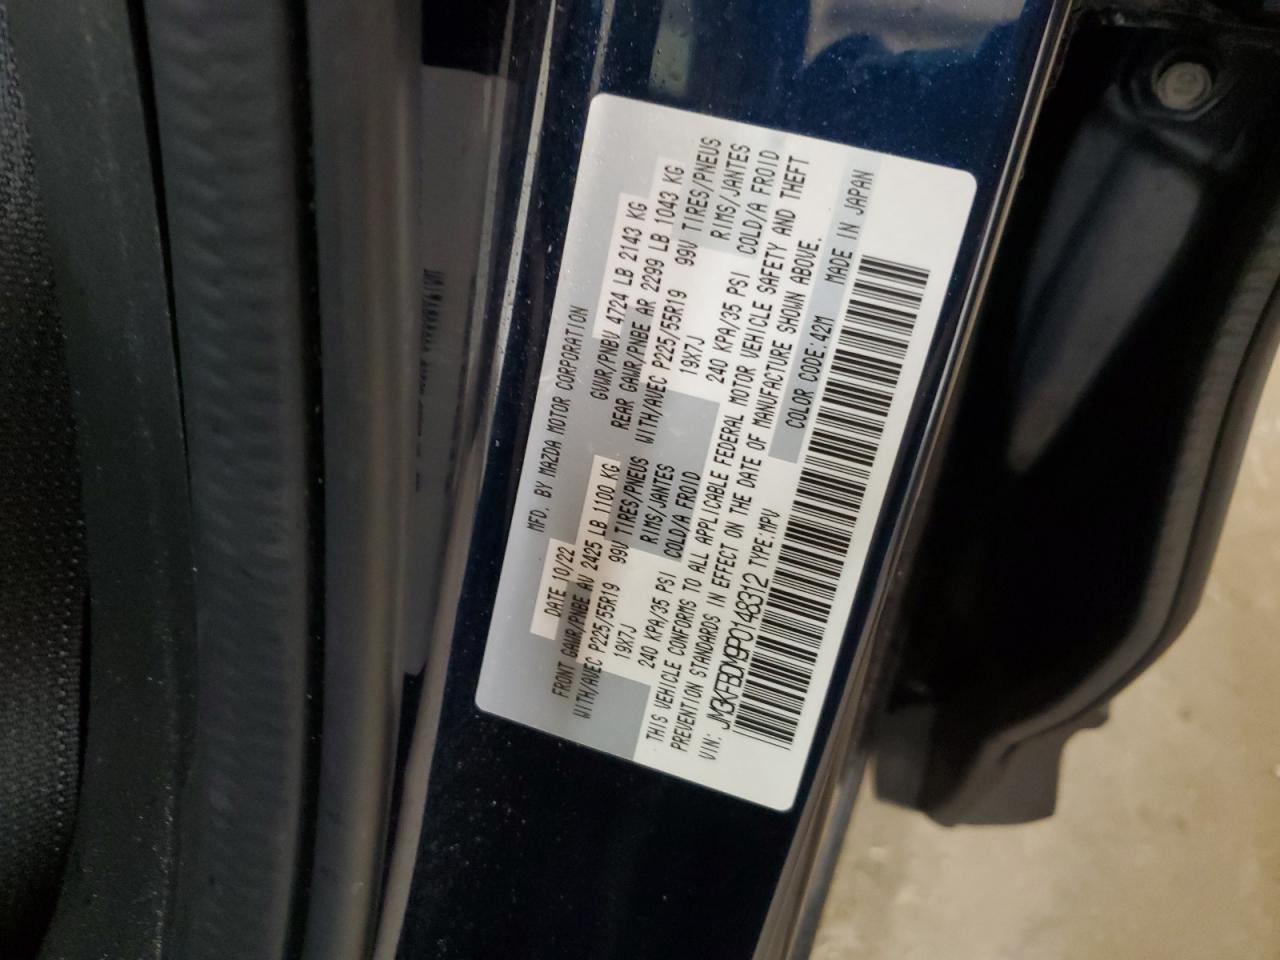 MFD. BY MAZDA MOTOR CORPORATION
DATE 10/22 GVWR/PNBV 4724 LB 2143 KG
FRONT GAWR/PNBE AV 2425 LB 1100 KG REAR GAWR/PNBE AR 2299 LB 1043 KG
WITH/AVEC P225/55R19 99V TIRES/PNEUS WITH/AVEC P225/55R19 99V TIRES/PNEUS
19X7J RIMS/JANTES 19X7J RIMS/JANTES
240 KPA/35 PSI COLD/A FROID 240 KPA/35 PSI COLD/A FROID
THIS VEHICLE CONFORMS TO ALL APPLICABLE FEDERAL MOTOR VEHICLE SAFETY AND THEFT
PREVENTION STANDARDS IN EFFECT ON THE DATE OF MANUFACTURE SHOWN ABOVE.
VIN: JM3KFBDM9P0148312 TYPE:MPV COLOR CODE:42M MADE IN JAPAN